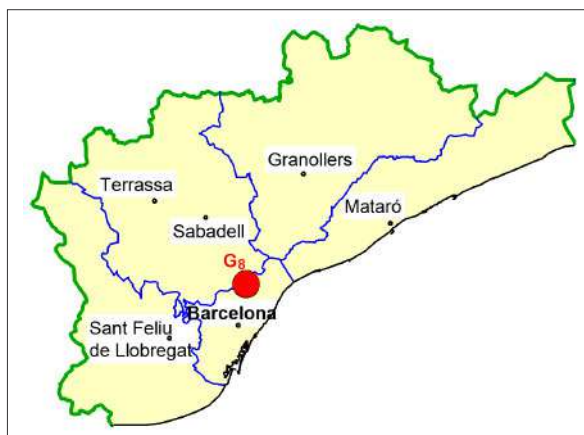 Granollers
Terrassa
Mataró
Sabadell
G₈
Barcelona
Sant Feliu
de Llobregat